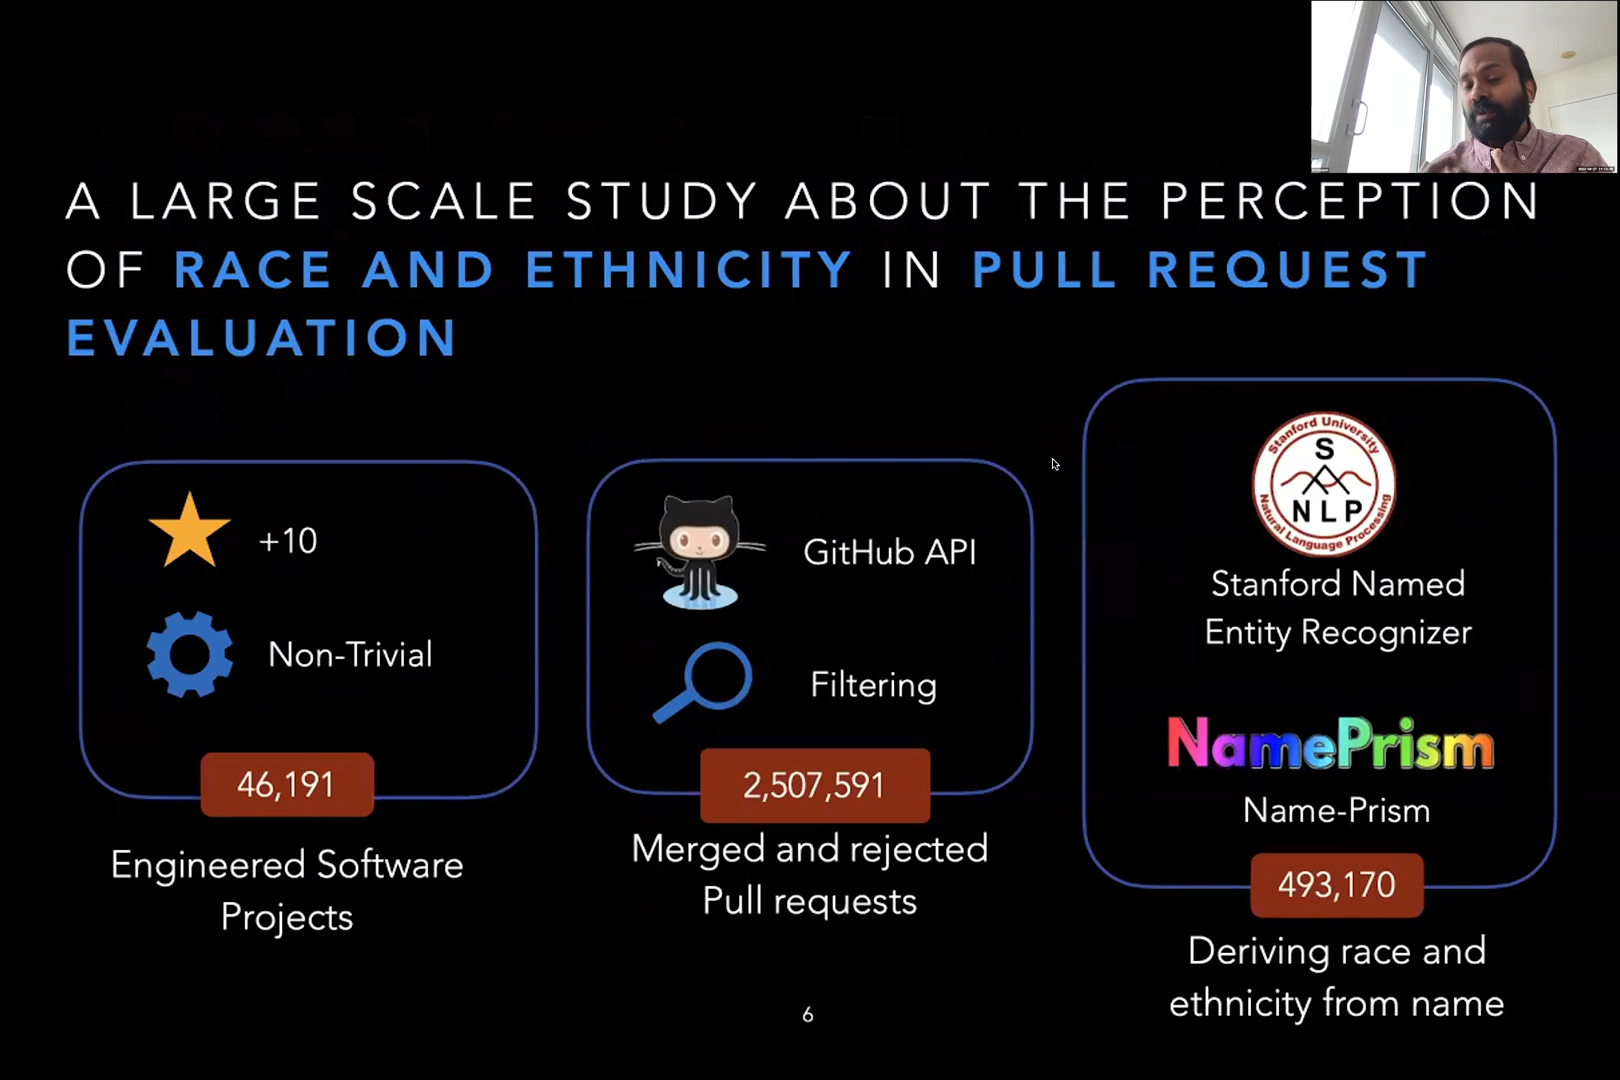 A LARGE SCALE STUDY ABOUT THE PERCEPTION
OF RACE AND ETHNICITY IN PULL REQUEST
EVALUATION
+10
Non-Trivial
46,191
Engineered Software
Projects
GitHub API
Filtering
2,507,591
Merged and rejected
Pull requests
Stanford University
S
NLP
Natural Language Processing
Stanford Named
Entity Recognizer
NamePrism
Name-Prism
493,170
Deriving race and
ethnicity from name
6